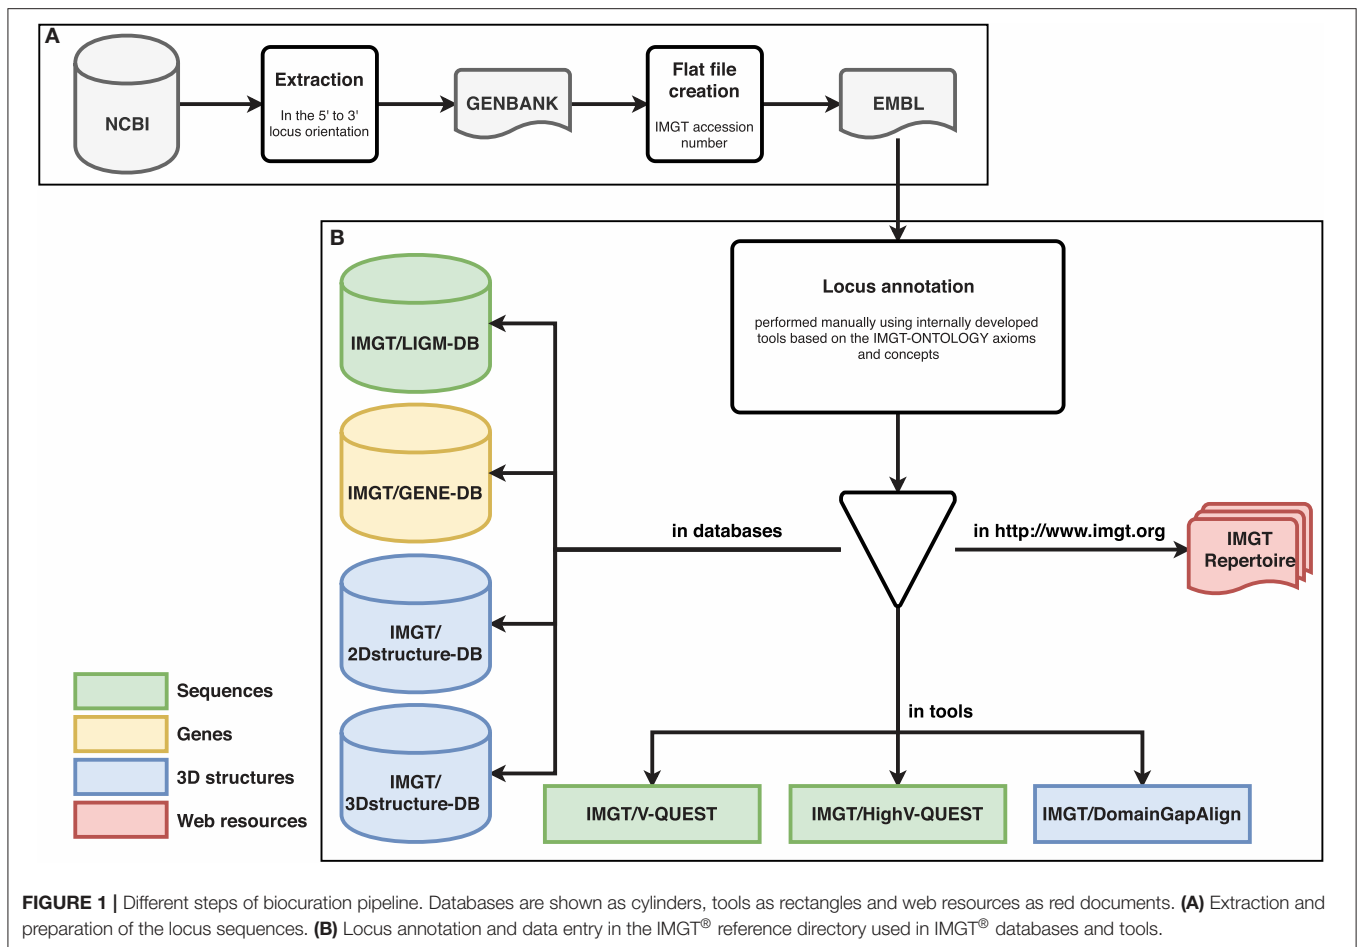 A
NCBI
Extraction
In the 5' to 3'
locus orientation
GENBANK
Flat file
creation
IMGT accession
number
EMBL
B
Locus annotation
performed manually using internally developed
tools based on the IMGT-ONTOLOGY axioms
and concepts
IMGT/LIGM-DB
IMGT/GENE-DB
IMGT/
2Dstructure-DB
IMGT/
3Dstructure-DB
in databases
in http://www.imgt.org
IMGT
Repertoire
in tools
IMGT/V-QUEST
IMGT/HighV-QUEST
IMGT/DomainGapAlign
Sequences
Genes
3D structures
Web resources
FIGURE 1 | Different steps of biocuration pipeline. Databases are shown as cylinders, tools as rectangles and web resources as red documents. (A) Extraction and
preparation of the locus sequences. (B) Locus annotation and data entry in the IMGT® reference directory used in IMGT® databases and tools.